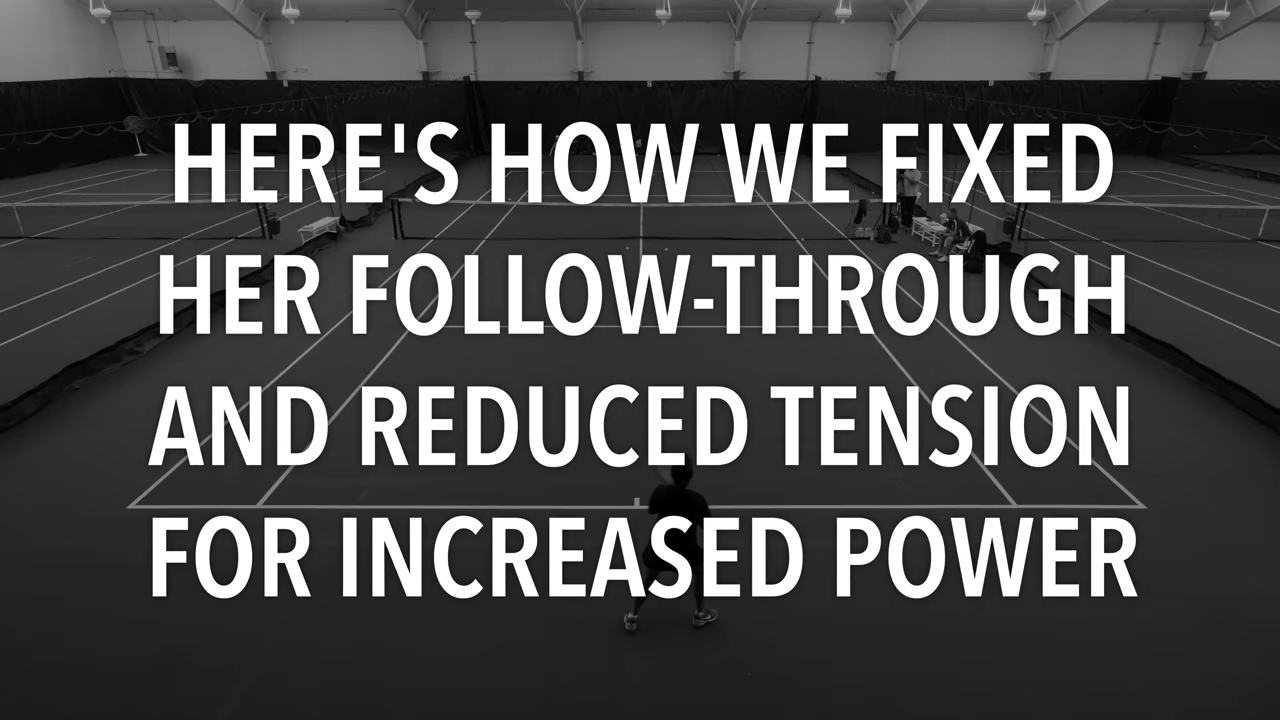 HERE'S HOW WE FIXED
HER FOLLOW-THROUGH
AND REDUCED TENSION
FOR INCREASED POWER